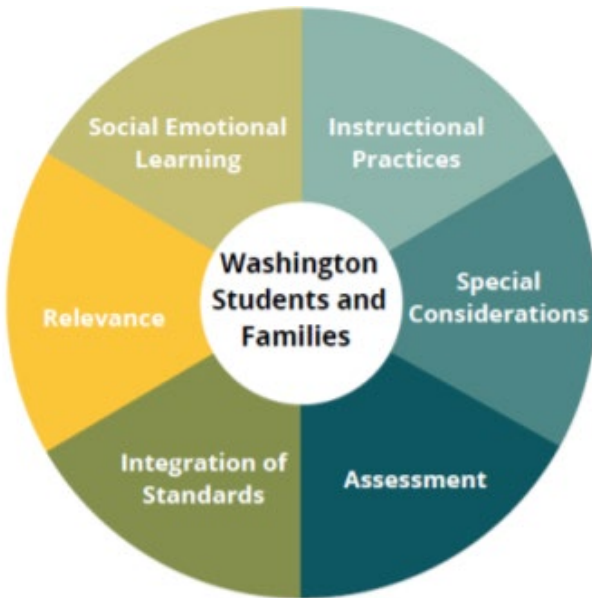 Social Emotional
Learning
Instructional
Practices
Washington
Students and
Families
Special
Considerations
Relevance
Integration of
Standards
Assessment